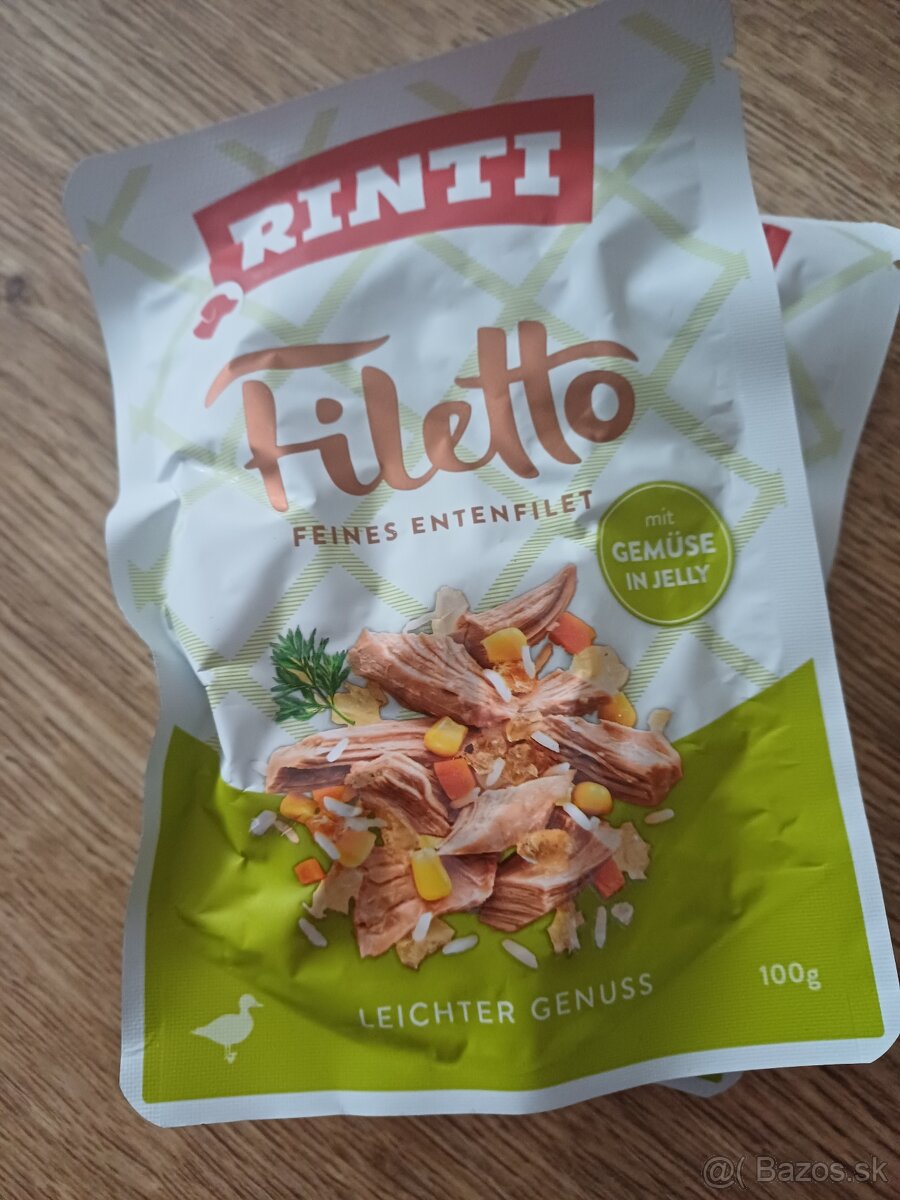 RINTI
Filetto
FEINES ENTENFILET
mit
GEMÜSE
IN JELLY
LEICHTER GENUSS
100g
@( Bazos.sk